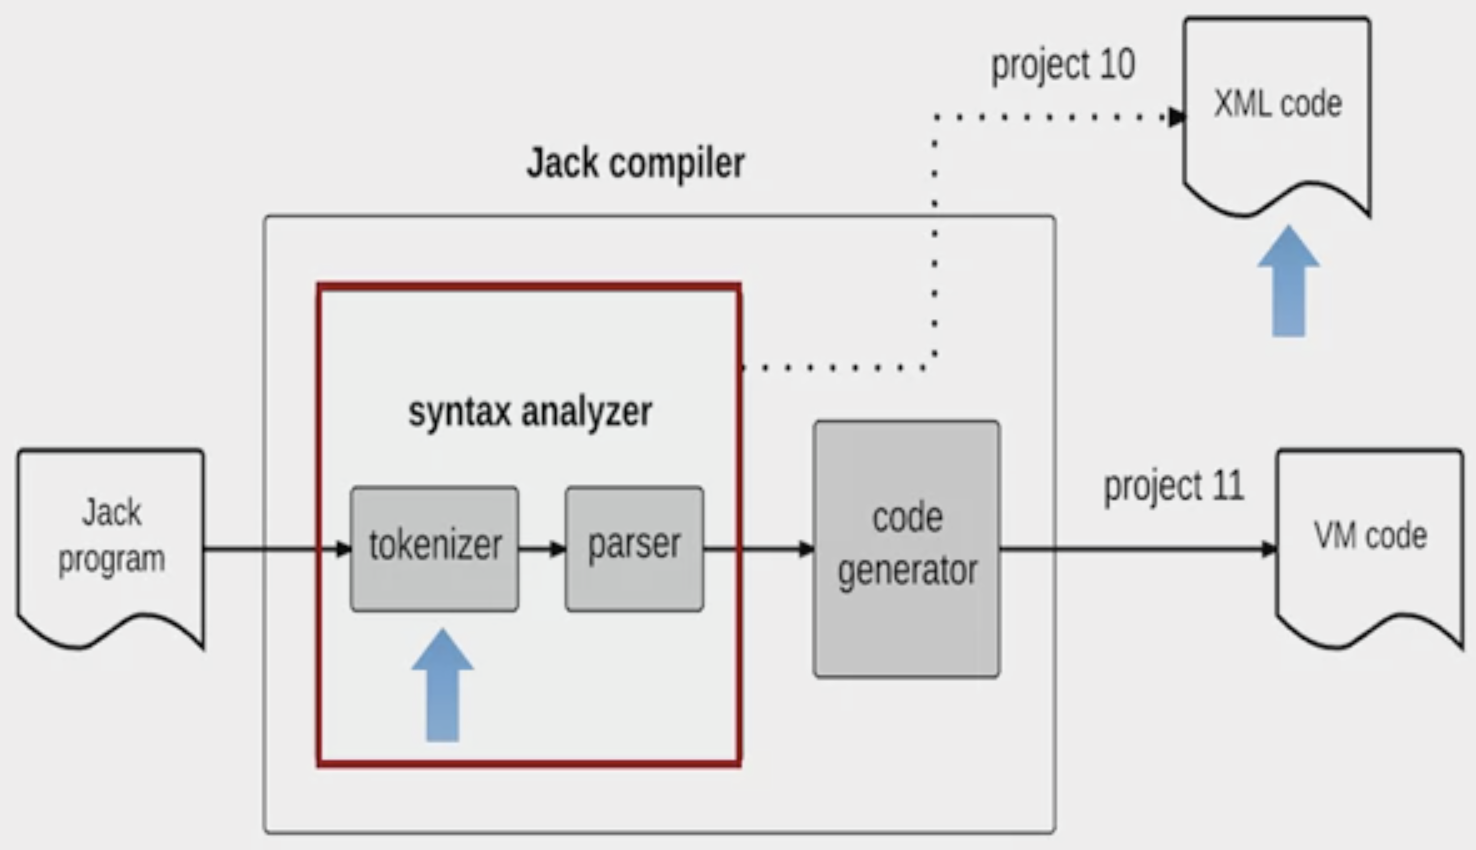 project 10
XML code
Jack compiler
syntax analyzer
Jack
program
tokenizer
parser
code
generator
project 11
VM code